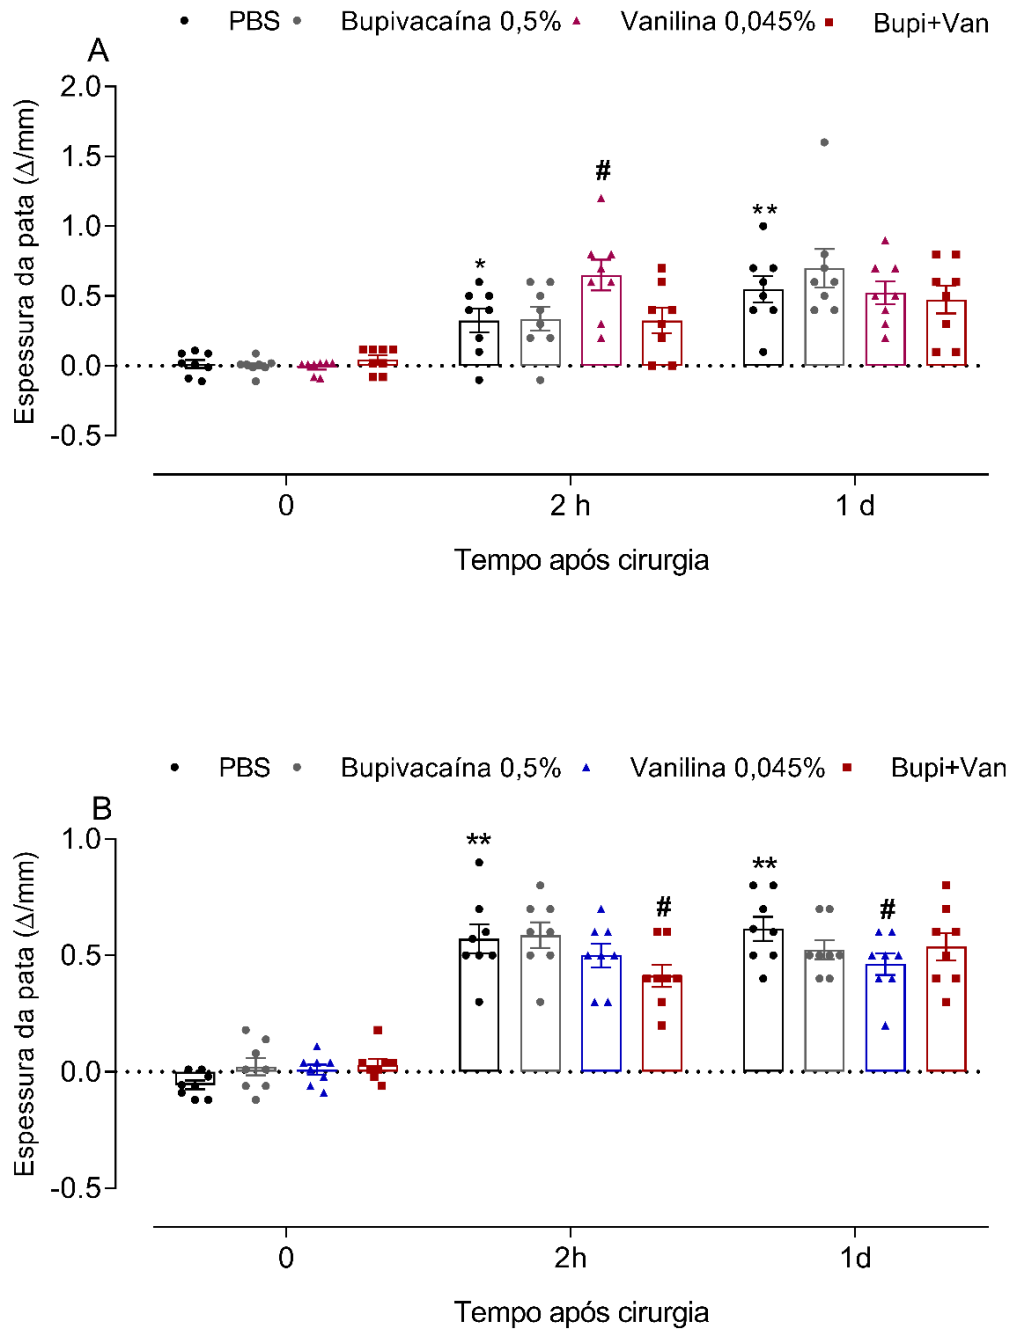 PBS Bupivacaína 0,5% Vanilina 0,045% Bupi+Van
A
Espessura da pata (Δ/mm)
2.0
1.5
#
1.0
**
*
0.5
0.0
-0.5
0 2 h 1 d
Tempo após cirurgia
PBS Bupivacaína 0,5% Vanilina 0,045% Bupi+Van
B
Espessura da pata (Δ/mm)
1.0
** **
# #
0.5
0.0
-0.5
0 2h 1d
Tempo após cirurgia